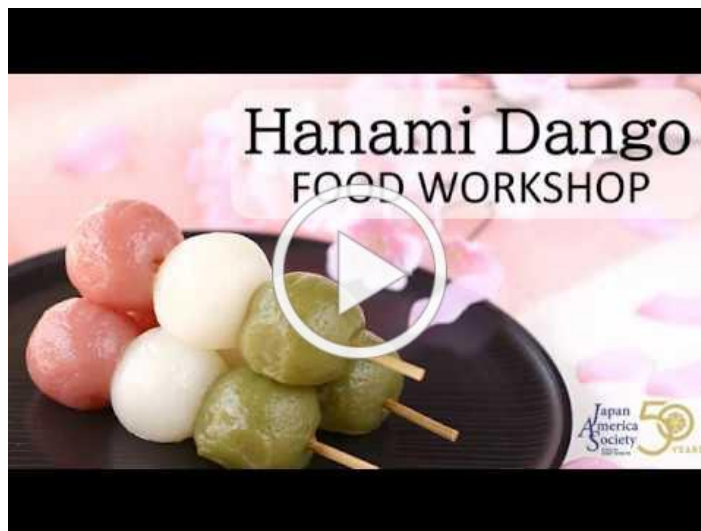 Hanami Dango
FOOD WORKSHOP
Japan
America
Society
50
YEARS